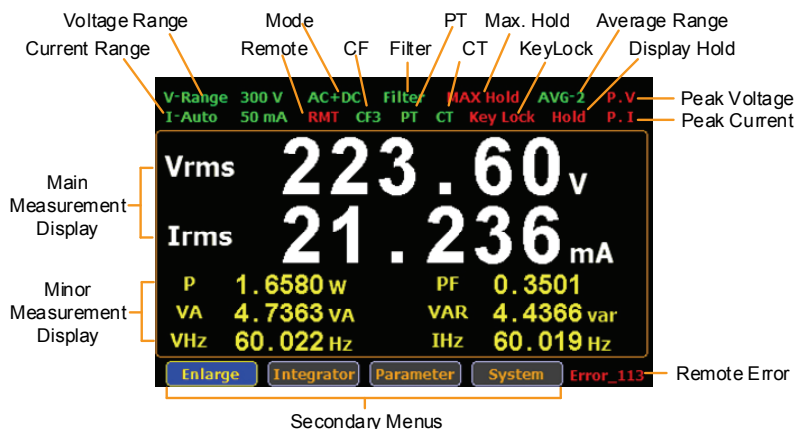 Voltage Range Mode PT Max. Hold Average Range
Current Range Remote CF Filter CT KeyLock Display Hold
V-Range 300 V AC+DC Filter MAX Hold AVG-2 P.V Peak Voltage
I-Auto 50 mA RMT CF3 PT CT Key Lock Hold P.I Peak Current
Vrms 223.60 V
Irms 21.236 mA
Main
Measurement
Display
P 1.6580 W PF 0.3501
VA 4.7363 VA VAR 4.4366 var
VHz 60.022 Hz IHz 60.019 Hz
Minor
Measurement
Display
Enlarge Integrator Parameter System Error_113 Remote Error
Secondary Menus